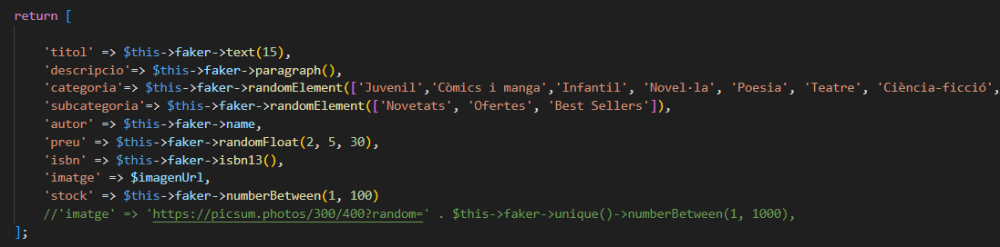 return [
'titol' => $this->faker->text(15),
'descripcio'=> $this->faker->paragraph(),
'categoria'=> $this->faker->randomElement(['Juvenil','Còmics i manga','Infantil', 'Novel·la', 'Poesia', 'Teatre', 'Ciència-ficció',
'subcategoria'=> $this->faker->randomElement(['Novetats', 'Ofertes', 'Best Sellers']),
'autor' => $this->faker->name,
'preu' => $this->faker->randomFloat(2, 5, 30),
'isbn' => $this->faker->isbn13(),
'imatge' => $imagenUrl,
'stock' => $this->faker->numberBetween(1, 100)
//'imatge' => 'https://picsum.photos/300/400?random=' . $this->faker->unique()->numberBetween(1, 1000),
];